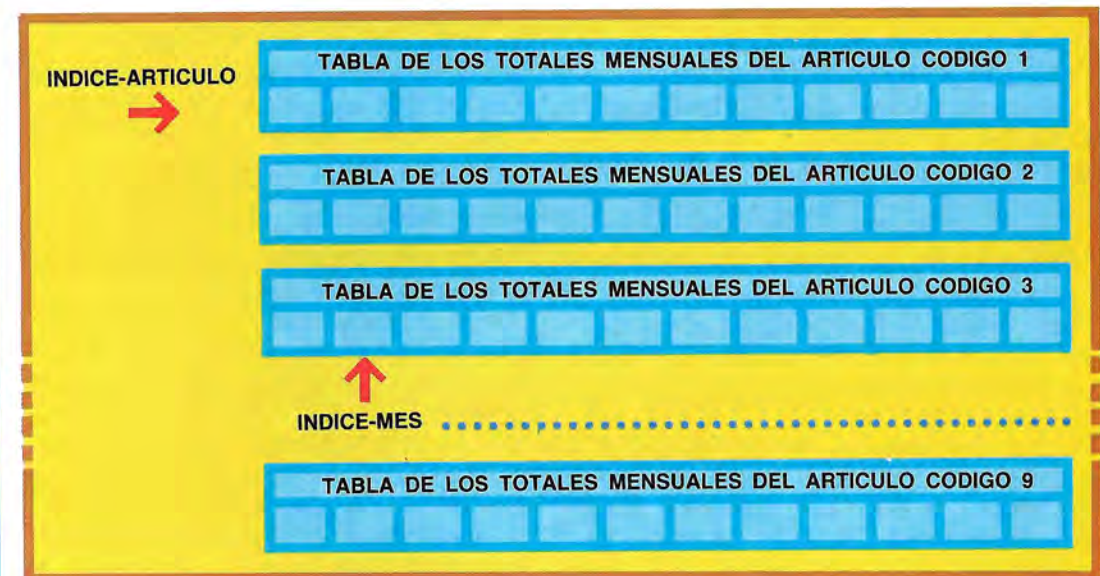 INDICE-ARTICULO
TABLA DE LOS TOTALES MENSUALES DEL ARTICULO CODIGO 1
TABLA DE LOS TOTALES MENSUALES DEL ARTICULO CODIGO 2
TABLA DE LOS TOTALES MENSUALES DEL ARTICULO CODIGO 3
INDICE-MES
TABLA DE LOS TOTALES MENSUALES DEL ARTICULO CODIGO 9